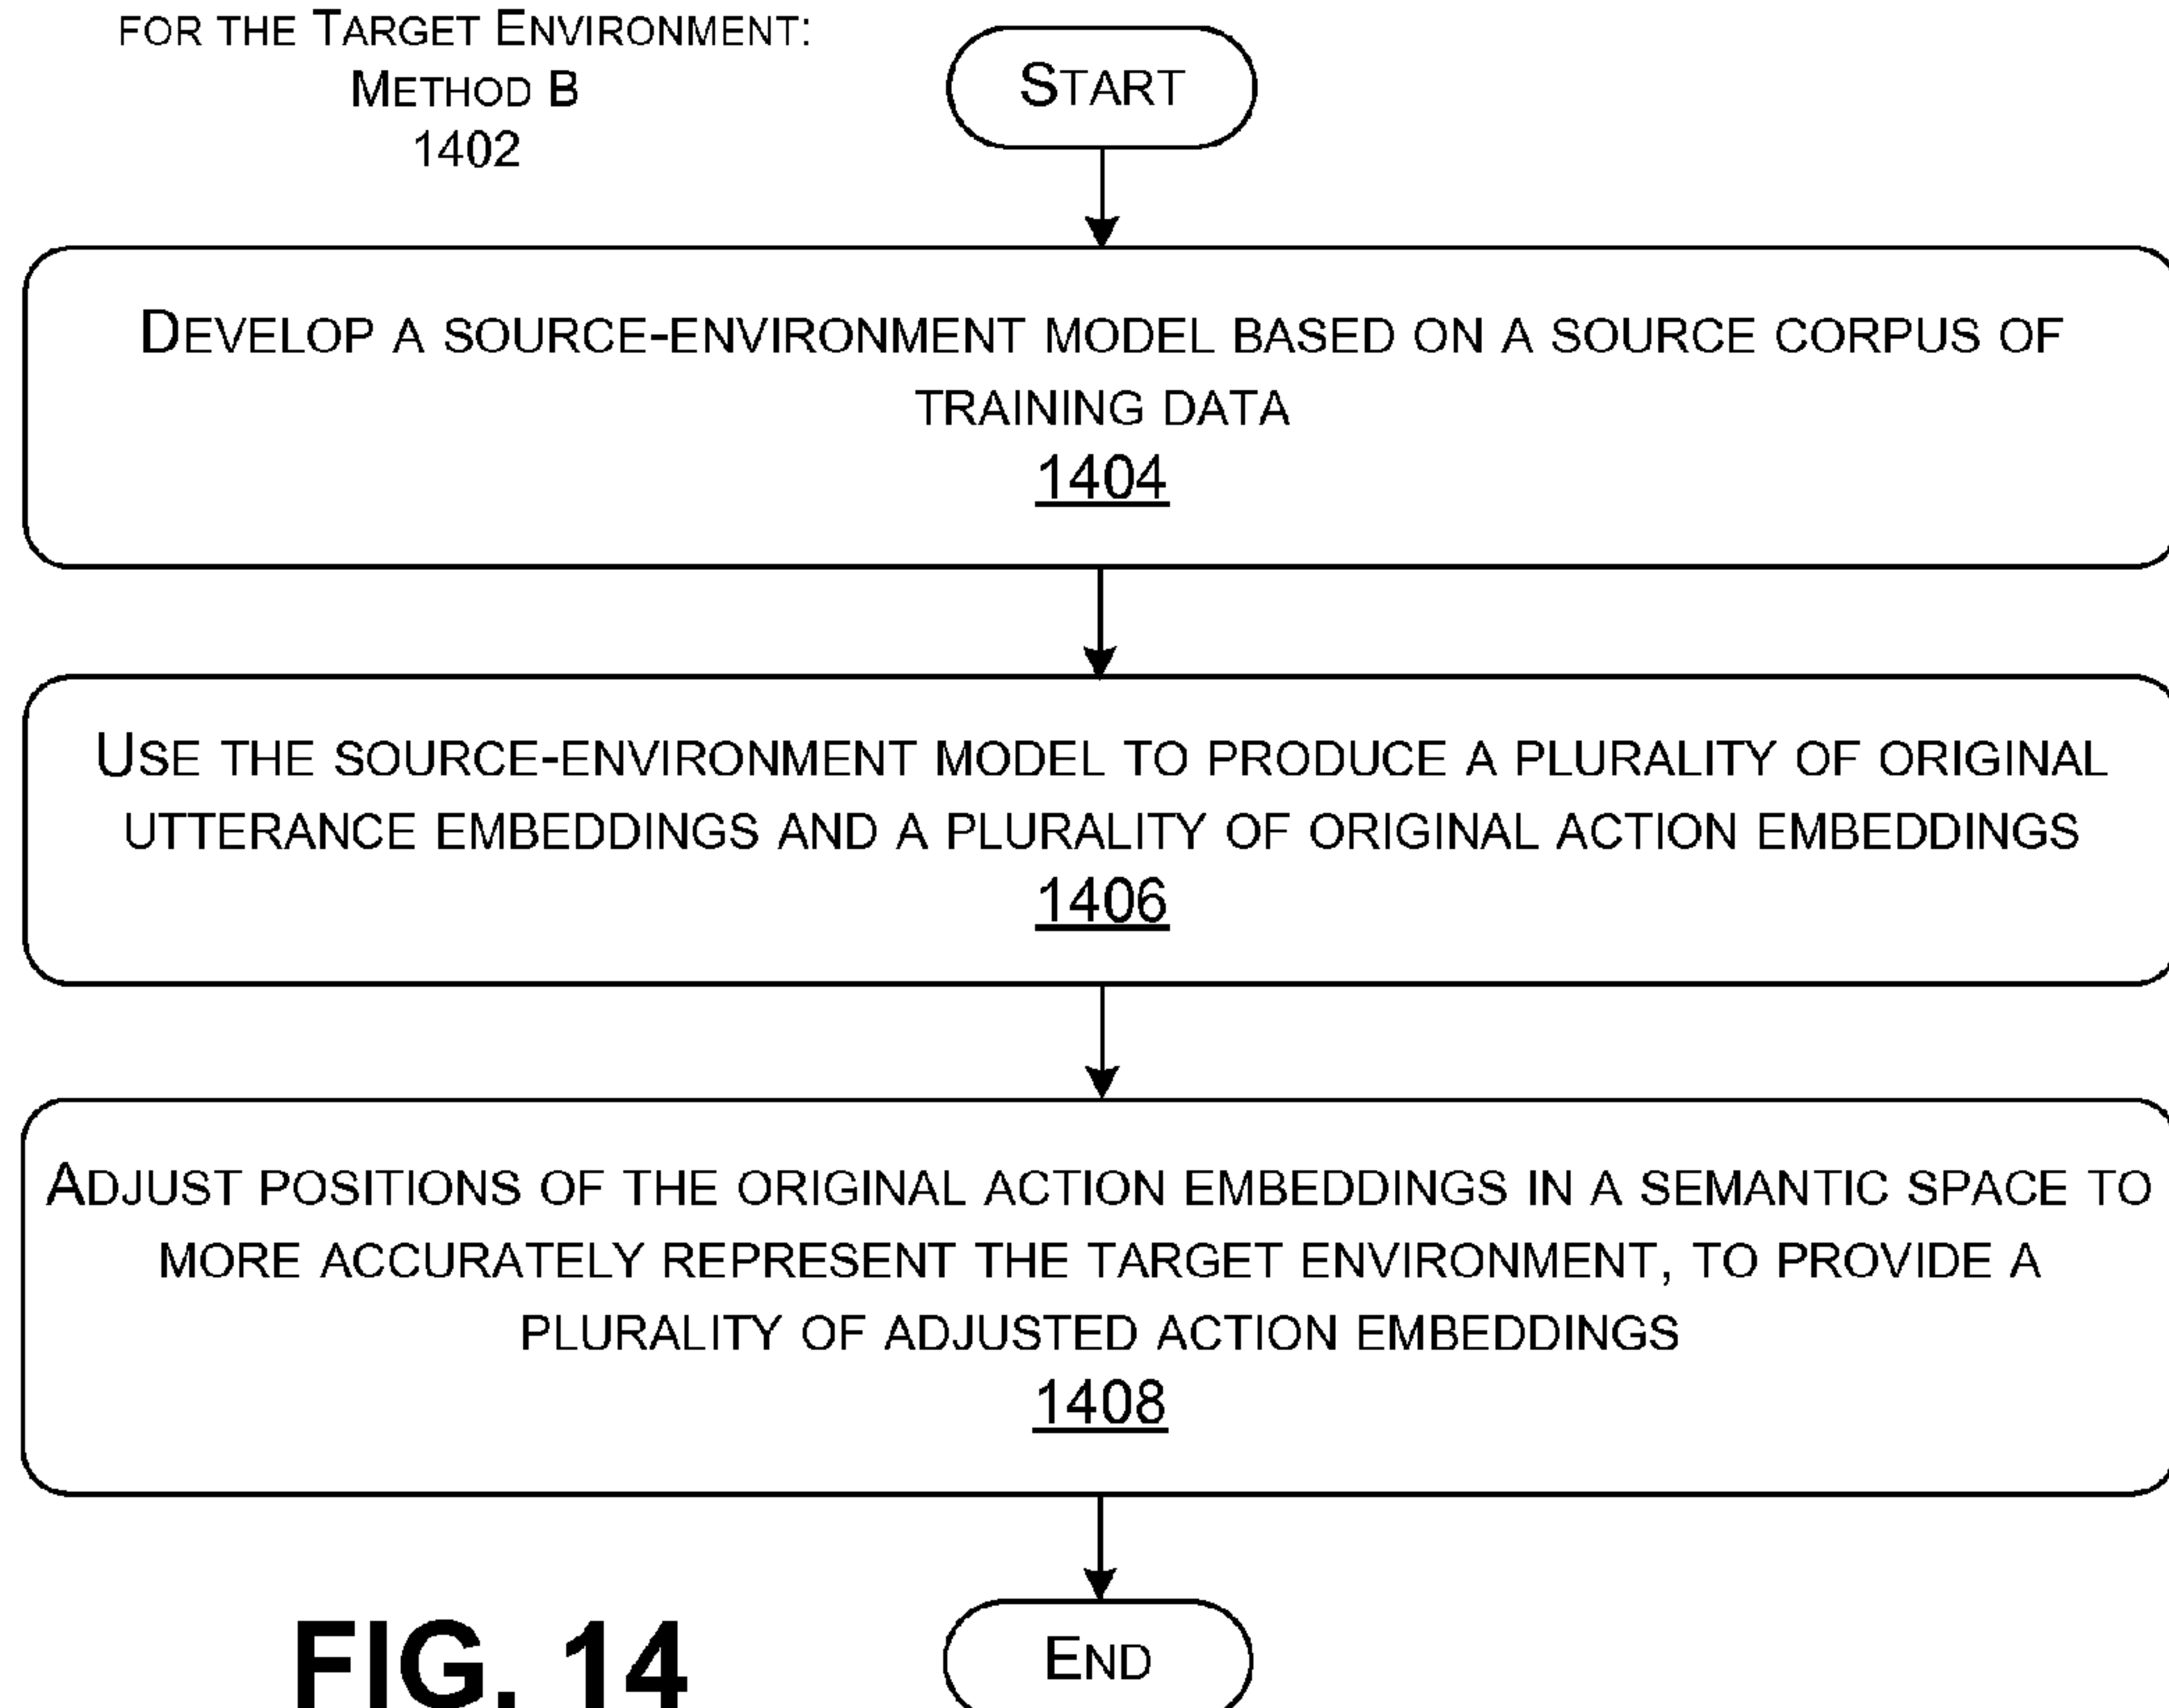 FOR THE TARGET ENVIRONMENT:
METHOD B
1402
START
DEVELOP A SOURCE-ENVIRONMENT MODEL BASED ON A SOURCE CORPUS OF
TRAINING DATA
1404
USE THE SOURCE-ENVIRONMENT MODEL TO PRODUCE A PLURALITY OF ORIGINAL
UTTERANCE EMBEDDINGS AND A PLURALITY OF ORIGINAL ACTION EMBEDDINGS
1406
ADJUST POSITIONS OF THE ORIGINAL ACTION EMBEDDINGS IN A SEMANTIC SPACE TO
MORE ACCURATELY REPRESENT THE TARGET ENVIRONMENT, TO PROVIDE A
PLURALITY OF ADJUSTED ACTION EMBEDDINGS
1408
END
FIG. 14